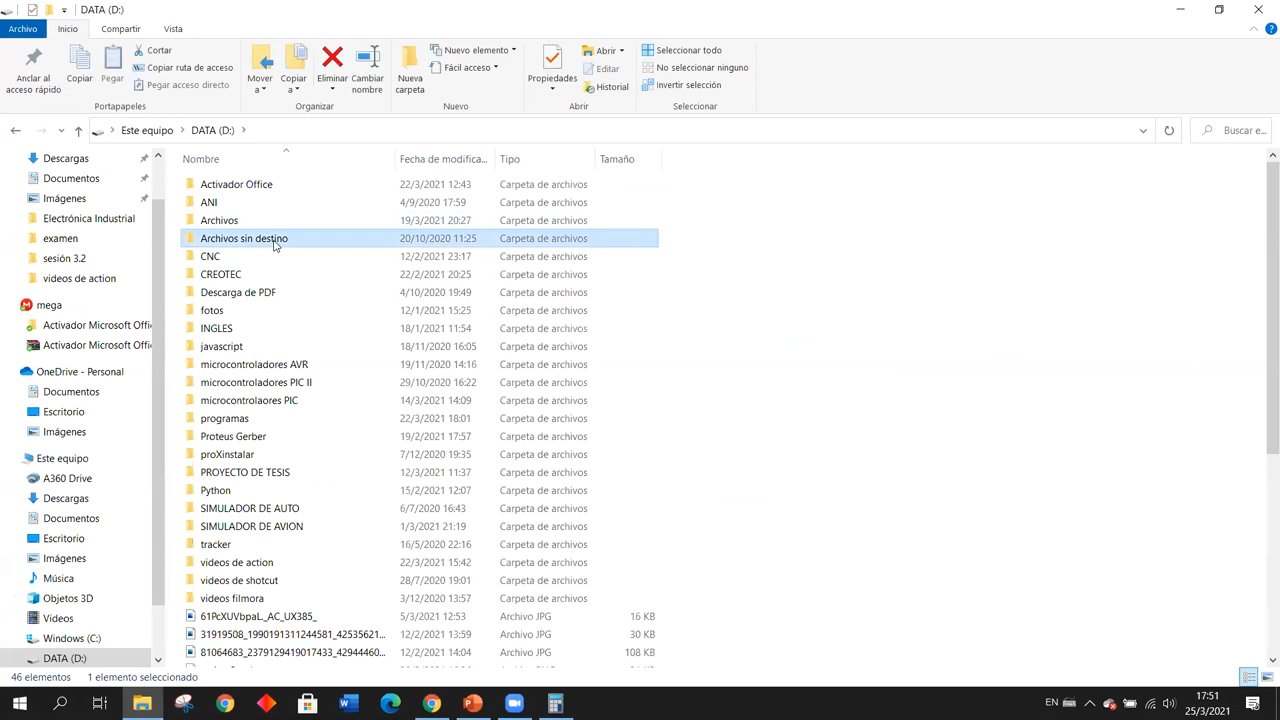 DATA (D:)
Archivo Inicio Compartir Vista
Anclar al acceso rápido
Copiar
Pegar
Cortar
Copiar ruta de acceso
Pegar acceso directo
Portapapeles
Mover a
Copiar a
Eliminar
Cambiar nombre
Organizar
Nueva carpeta
Nuevo elemento
Fácil acceso
Nuevo
Propiedades
Abrir
Editar
Historial
Abrir
Seleccionar todo
No seleccionar ninguno
Invertir selección
Seleccionar
Este equipo > DATA (D:) >
Buscar e...
Descargas
Documentos
Imágenes
Electrónica Industrial
examen
sesión 3.2
videos de action
mega
Activador Microsoft Offi
Activador Microsoft Offi
OneDrive - Personal
Documentos
Escritorio
Imágenes
Este equipo
A360 Drive
Descargas
Documentos
Escritorio
Imágenes
Música
Objetos 3D
Videos
Windows (C:)
DATA (D:)
Nombre Fecha de modifica... Tipo Tamaño
Activador Office 22/3/2021 12:43 Carpeta de archivos
ANI 4/9/2020 17:59 Carpeta de archivos
Archivos 19/3/2021 20:27 Carpeta de archivos
Archivos sin destino 20/10/2020 11:25 Carpeta de archivos
CNC 12/2/2021 23:17 Carpeta de archivos
CREOTEC 22/2/2021 20:25 Carpeta de archivos
Descarga de PDF 4/10/2020 19:49 Carpeta de archivos
fotos 12/1/2021 15:25 Carpeta de archivos
INGLES 18/1/2021 11:54 Carpeta de archivos
javascript 18/11/2020 16:05 Carpeta de archivos
microcontroladores AVR 19/11/2020 14:16 Carpeta de archivos
microcontroladores PIC II 29/10/2020 16:22 Carpeta de archivos
microcontrolaores PIC 14/3/2021 14:09 Carpeta de archivos
programas 22/3/2021 18:01 Carpeta de archivos
Proteus Gerber 19/2/2021 17:57 Carpeta de archivos
proXinstalar 7/12/2020 19:35 Carpeta de archivos
PROYECTO DE TESIS 12/3/2021 11:37 Carpeta de archivos
Python 15/2/2021 12:07 Carpeta de archivos
SIMULADOR DE AUTO 6/7/2020 16:43 Carpeta de archivos
SIMULADOR DE AVION 1/3/2021 21:19 Carpeta de archivos
tracker 16/5/2020 22:16 Carpeta de archivos
videos de action 22/3/2021 15:42 Carpeta de archivos
videos de shotcut 28/7/2020 19:01 Carpeta de archivos
videos filmora 3/12/2020 13:57 Carpeta de archivos
61PcXUVbpaL._AC_UX385_ 5/3/2021 12:53 Archivo JPG 16 KB
31919508_1990191311244581_42535621... 12/2/2021 13:59 Archivo JPG 30 KB
81064683_2379129419017433_42944460... 12/2/2021 14:04 Archivo JPG 108 KB
46 elementos 1 elemento seleccionado
EN
17:51
25/3/2021